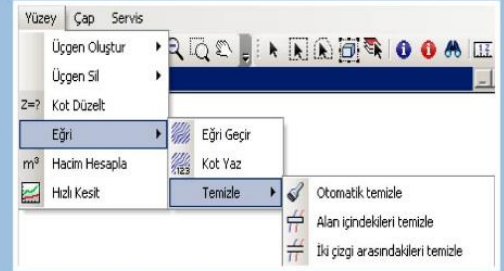 Yüzey Çap Servis
Üçgen Oluştur
Üçgen Sil
Z=? Kot Düzelt
Eğri
Eğri Geçir
m³ Hacim Hesapla
123 Kot Yaz
Hızlı Kesit
Temizle
Otomatik temizle
Alan içindekileri temizle
İki çizgi arasındakileri temizle